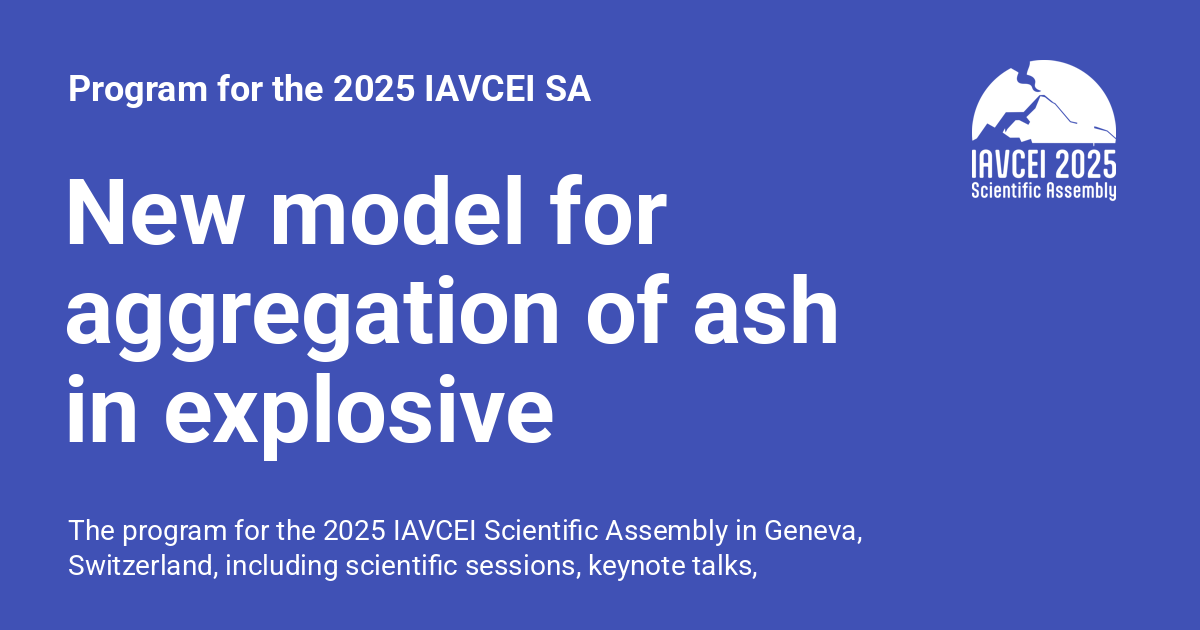 Program for the 2025 IAVCEI SA
IAVCEI 2025
Scientific Assembly
New model for
aggregation of ash
in explosive
The program for the 2025 IAVCEI Scientific Assembly in Geneva,
Switzerland, including scientific sessions, keynote talks,